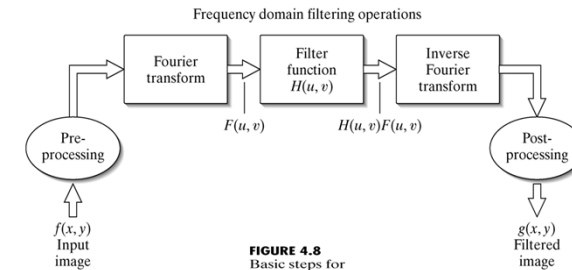 Frequency domain filtering operations
Fourier
transform
Filter
function
H(u, v)
Inverse
Fourier
transform
F(u, v)
H(u, v)F(u, v)
Pre-
processing
Post-
processing
f(x, y)
Input
image
g(x, y)
Filtered
image
FIGURE 4.8
Basic steps for